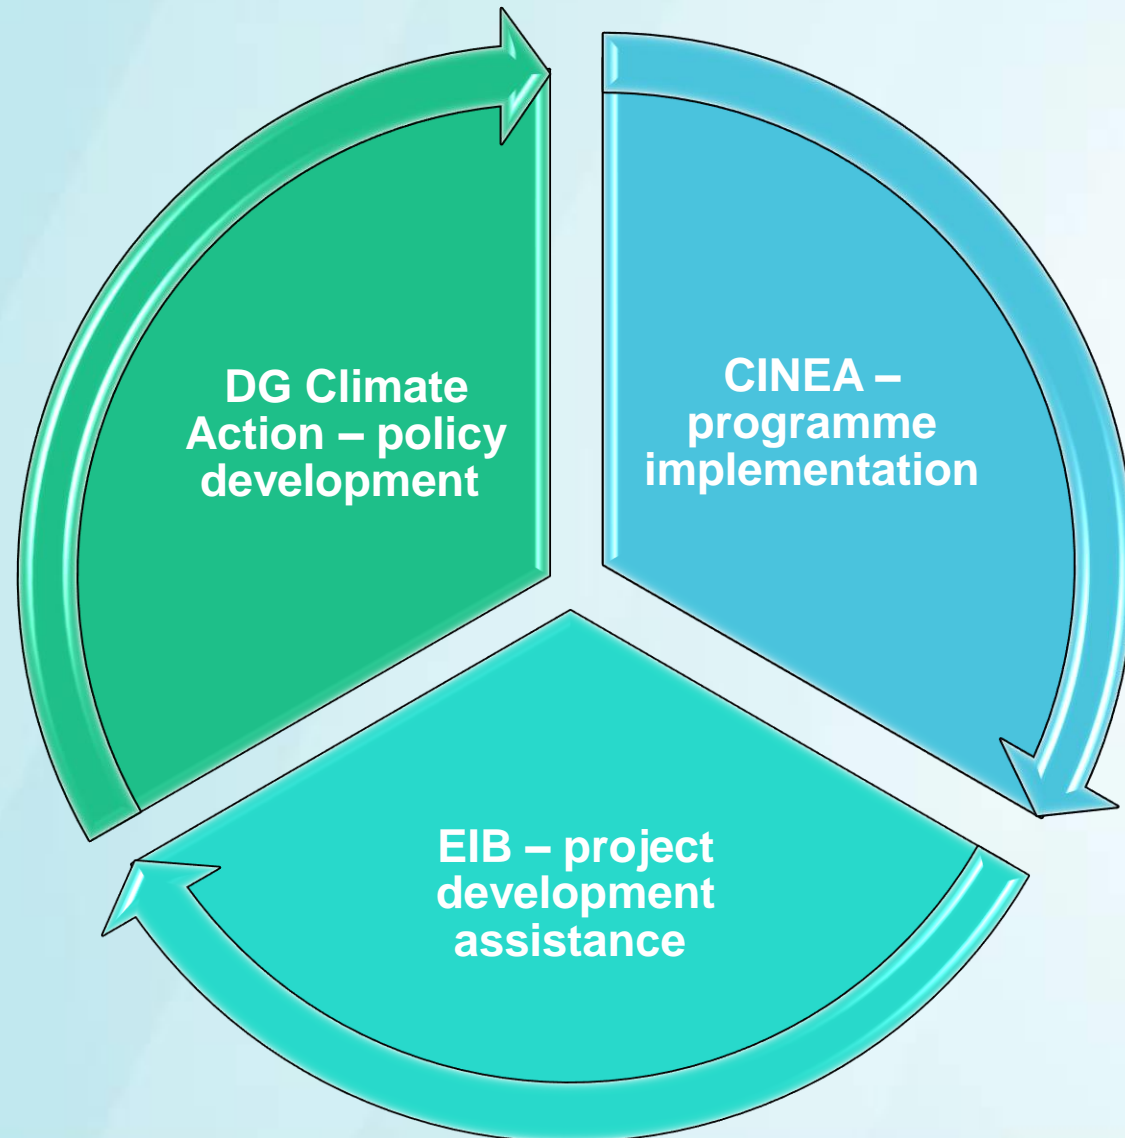 DG Climate
Action – policy
development
CINEA –
programme
implementation
EIB – project
development
assistance